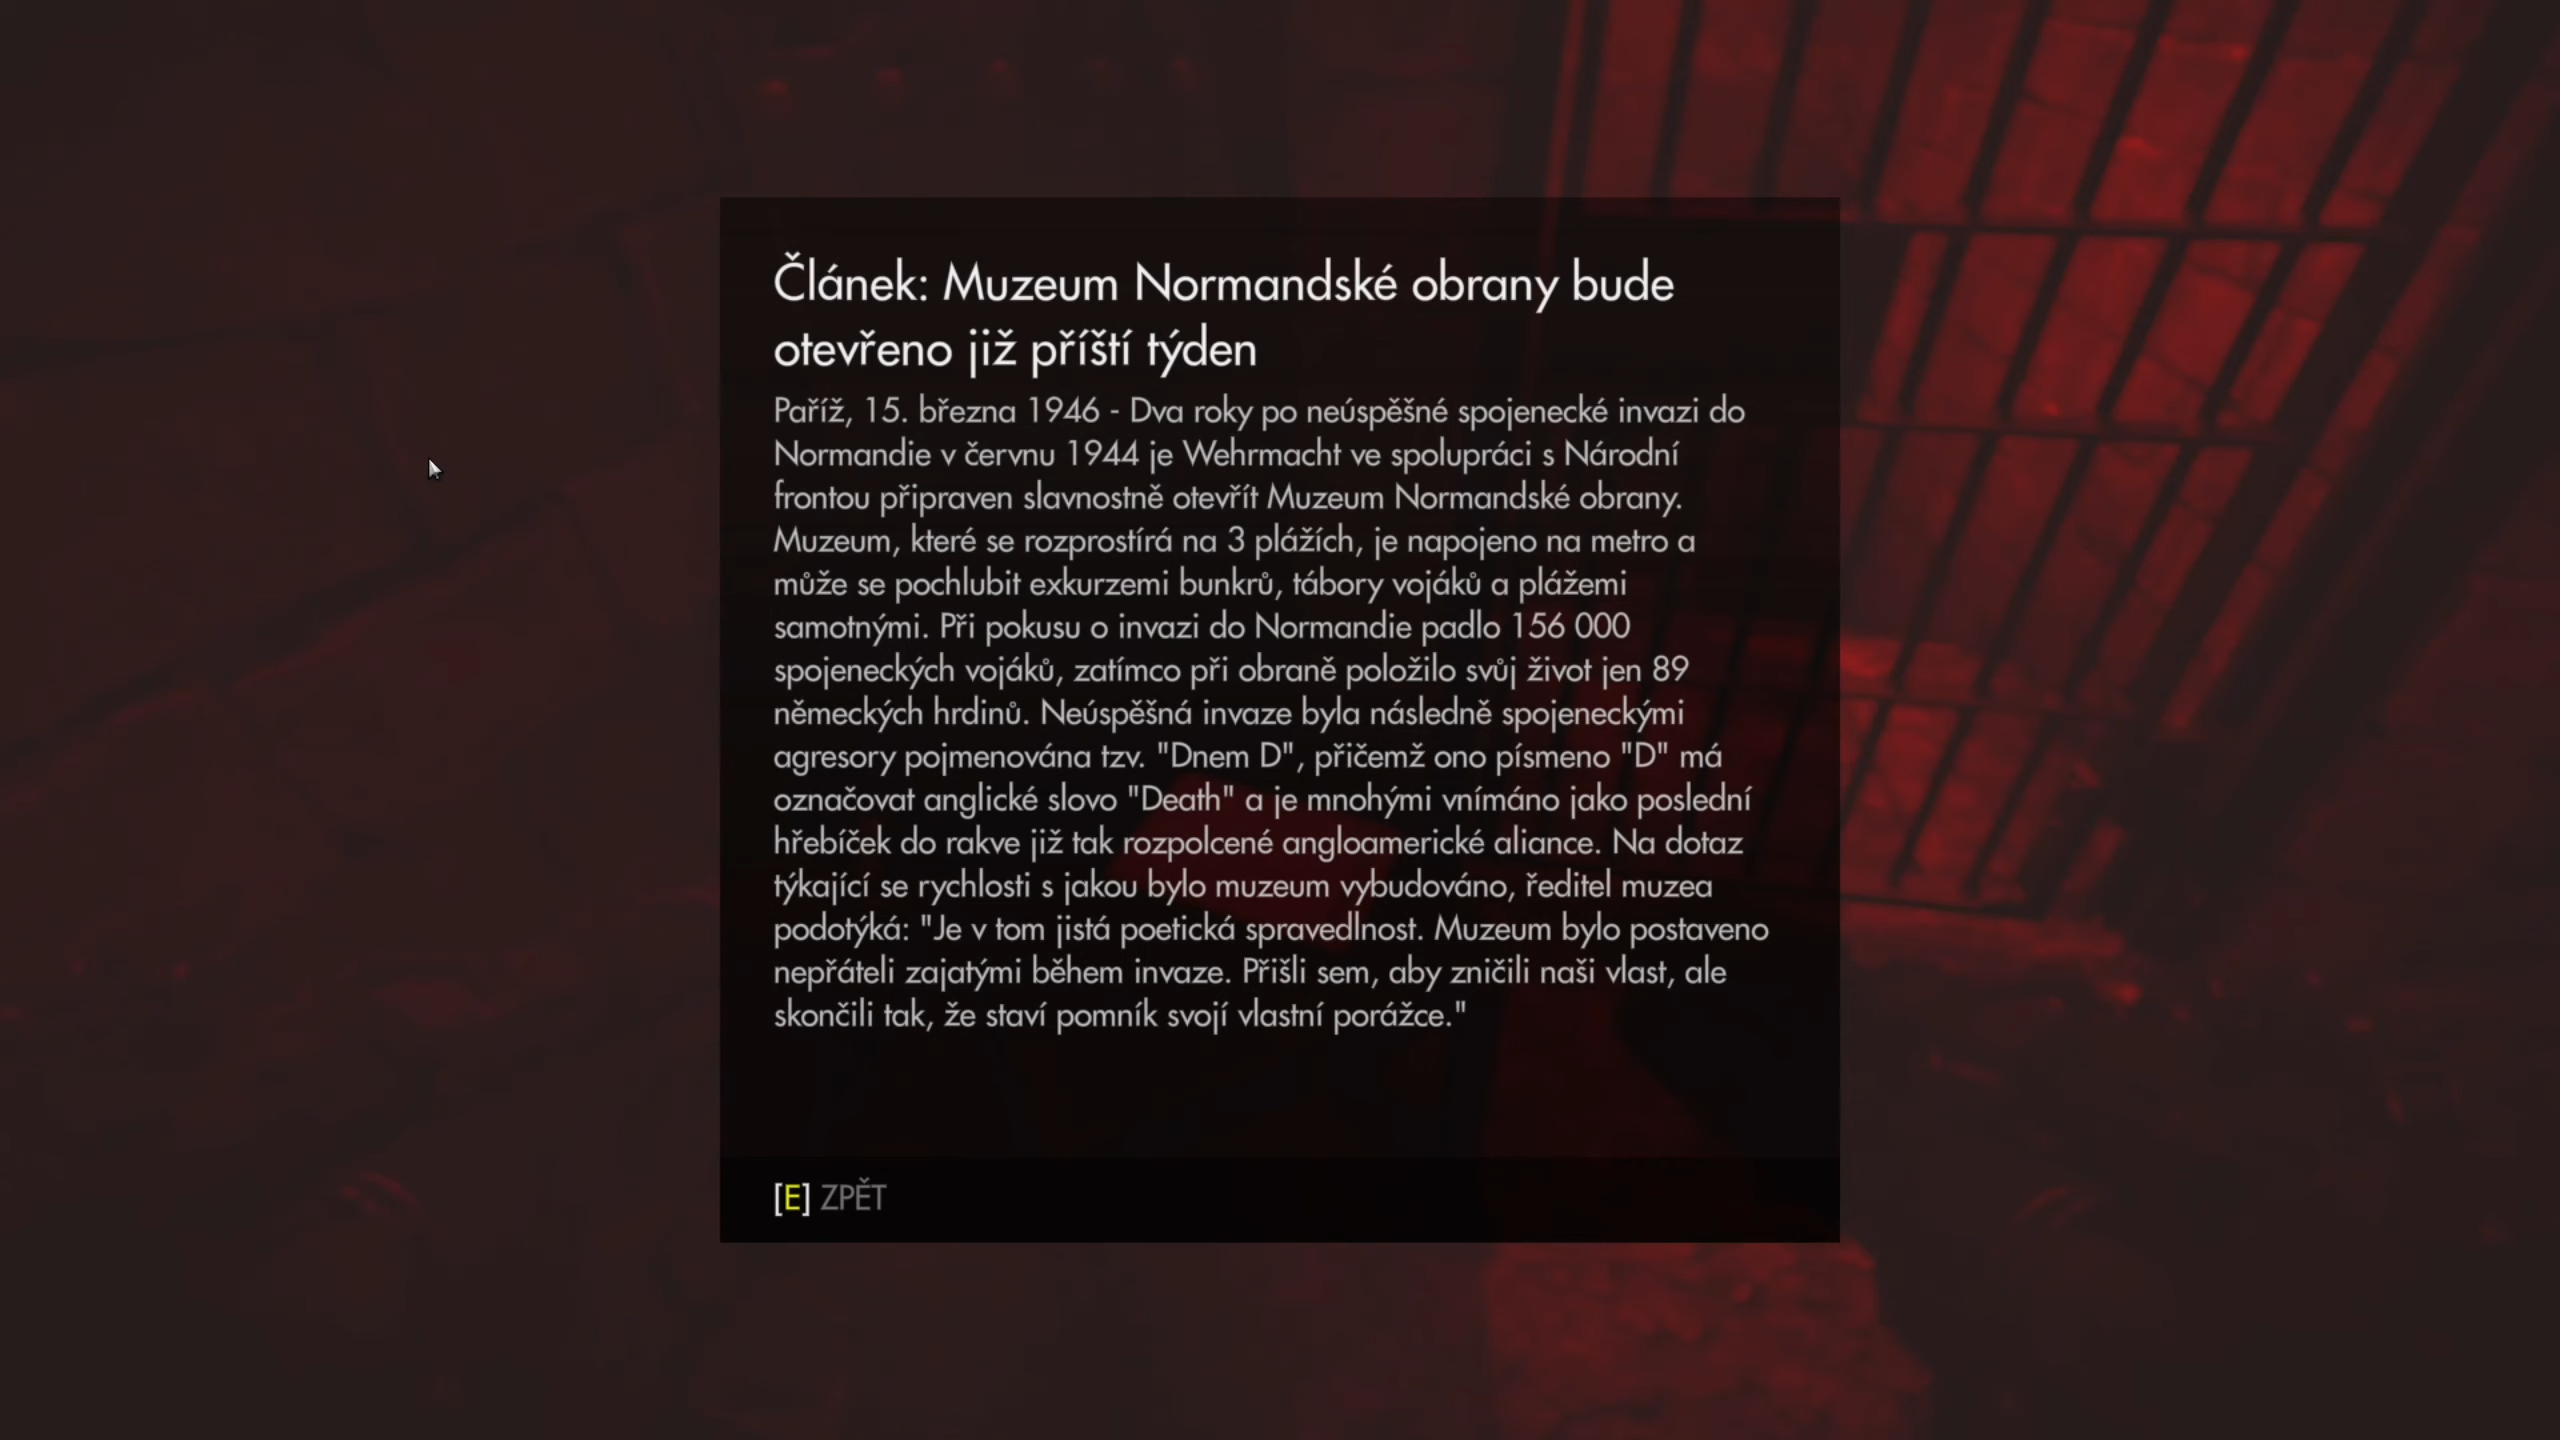 Článek: Muzeum Normandské obrany bude
otevřeno již příští týden
Paříž, 15. března 1946 - Dva roky po neúspěšné spojenecké invazi do
Normandie v červnu 1944 je Wehrmacht ve spolupráci s Národní
frontou připraven slavnostně otevřít Muzeum Normandské obrany.
Muzeum, které se rozprostírá na 3 plážích, je napojeno na metro a
může se pochlubit exkurzemi bunkrů, tábory vojáků a plážemi
samotnými. Při pokusu o invazi do Normandie padlo 156 000
spojeneckých vojáků, zatímco při obraně položilo svůj život jen 89
německých hrdinů. Neúspěšná invaze byla následně spojeneckými
agresory pojmenována tzv. "Dnem D", přičemž ono písmeno "D" má
označovat anglické slovo "Death" a je mnohými vnímáno jako poslední
hřebíček do rakve již tak rozpolcené angloamerické aliance. Na dotaz
týkající se rychlosti s jakou bylo muzeum vybudováno, ředitel muzea
podotýká: "Je v tom jistá poetická spravedlnost. Muzeum bylo postaveno
nepřáteli zajatými během invaze. Přišli sem, aby zničili naši vlast, ale
skončili tak, že staví pomník svojí vlastní porážce."
[E] ZPĚT